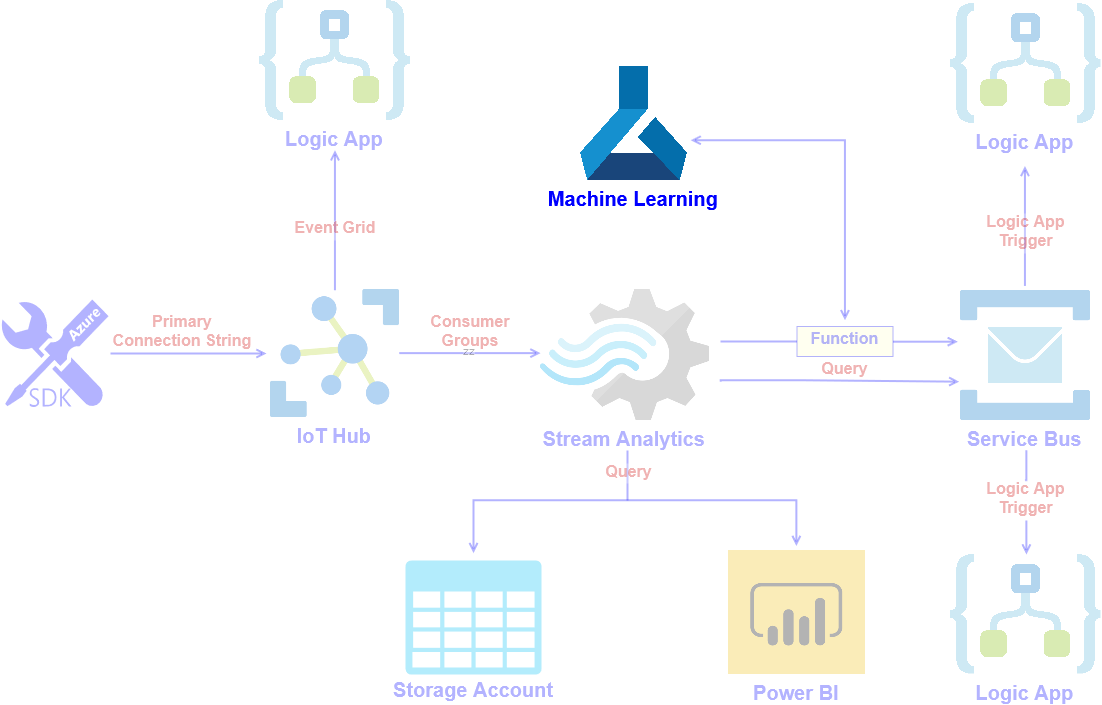 Logic App
Machine Learning
Logic App
Event Grid
Logic App
Trigger
Azure
SDK
Primary
Connection String
IoT Hub
Consumer
Groups
zz
Stream Analytics
Function
Query
Service Bus
Query
Logic App
Trigger
Storage Account
Power BI
Logic App